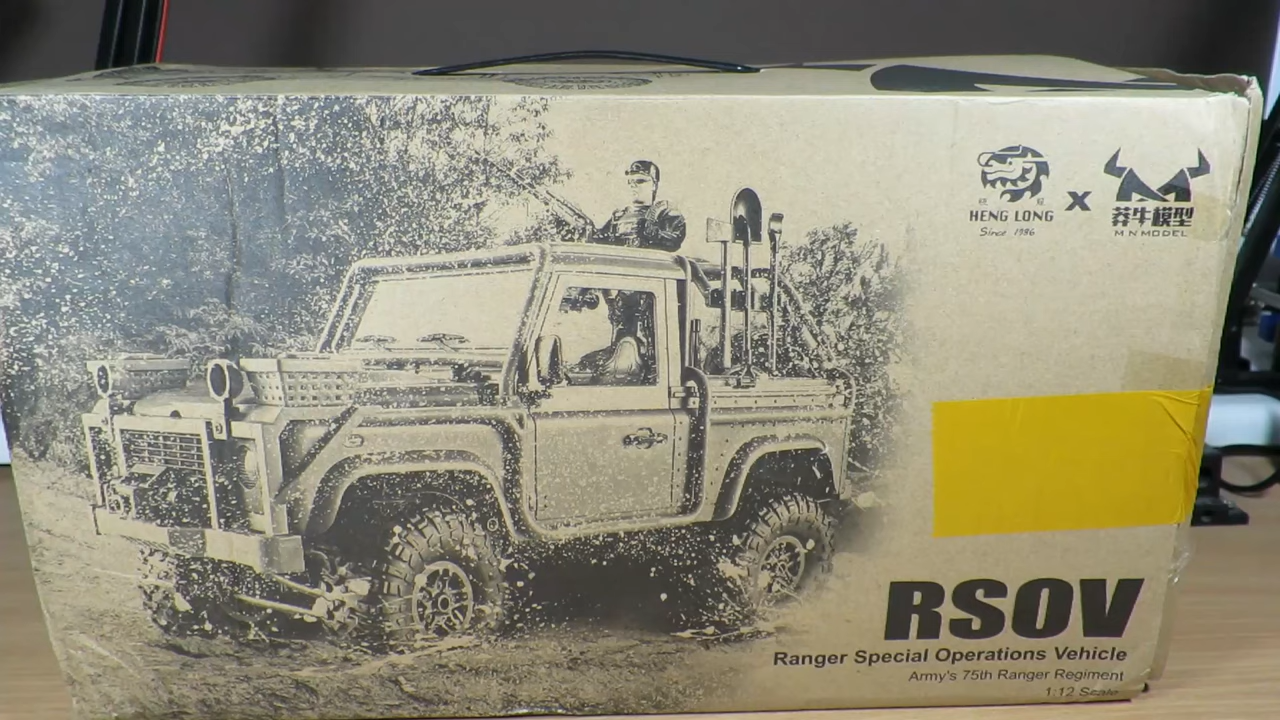 HENG LONG
Since 1986
X
莽牛模型
MN MODEL
RSOV
Ranger Special Operations Vehicle
Army's 75th Ranger Regiment
1:12 Scale